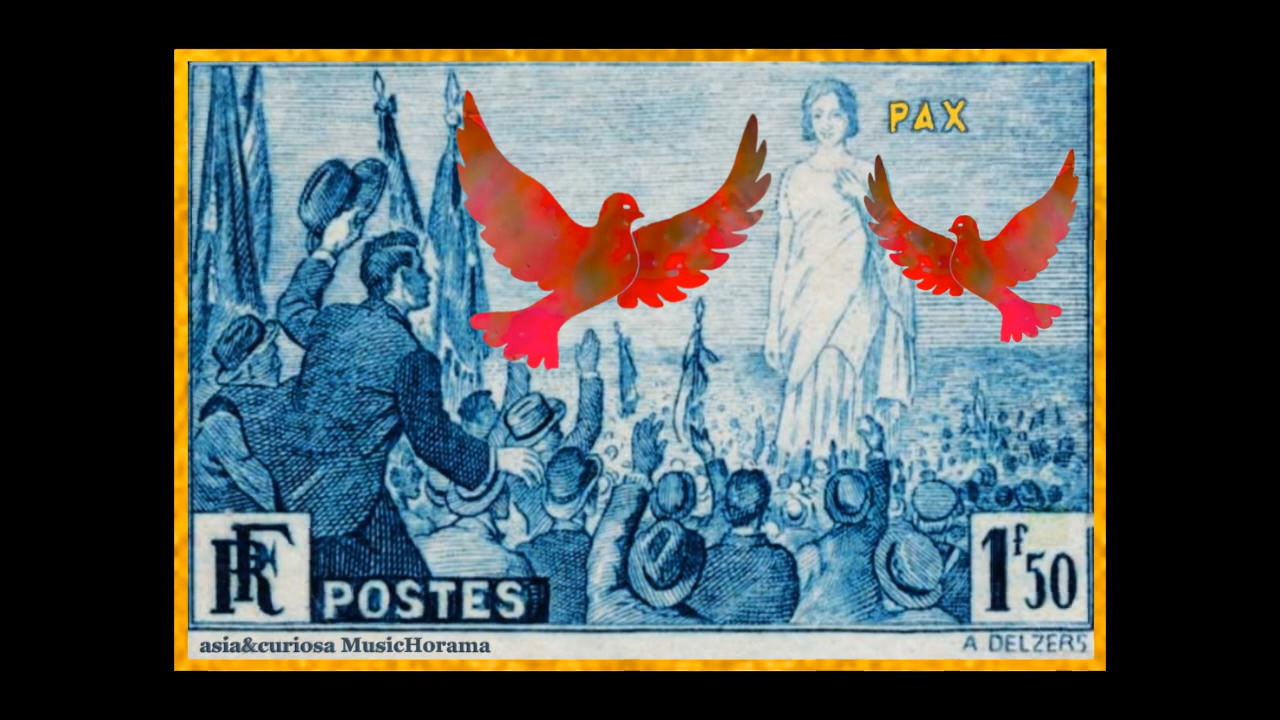 PAX
RF
POSTES
1f50
asia&curiosa MusicHorama
A. DELZERS